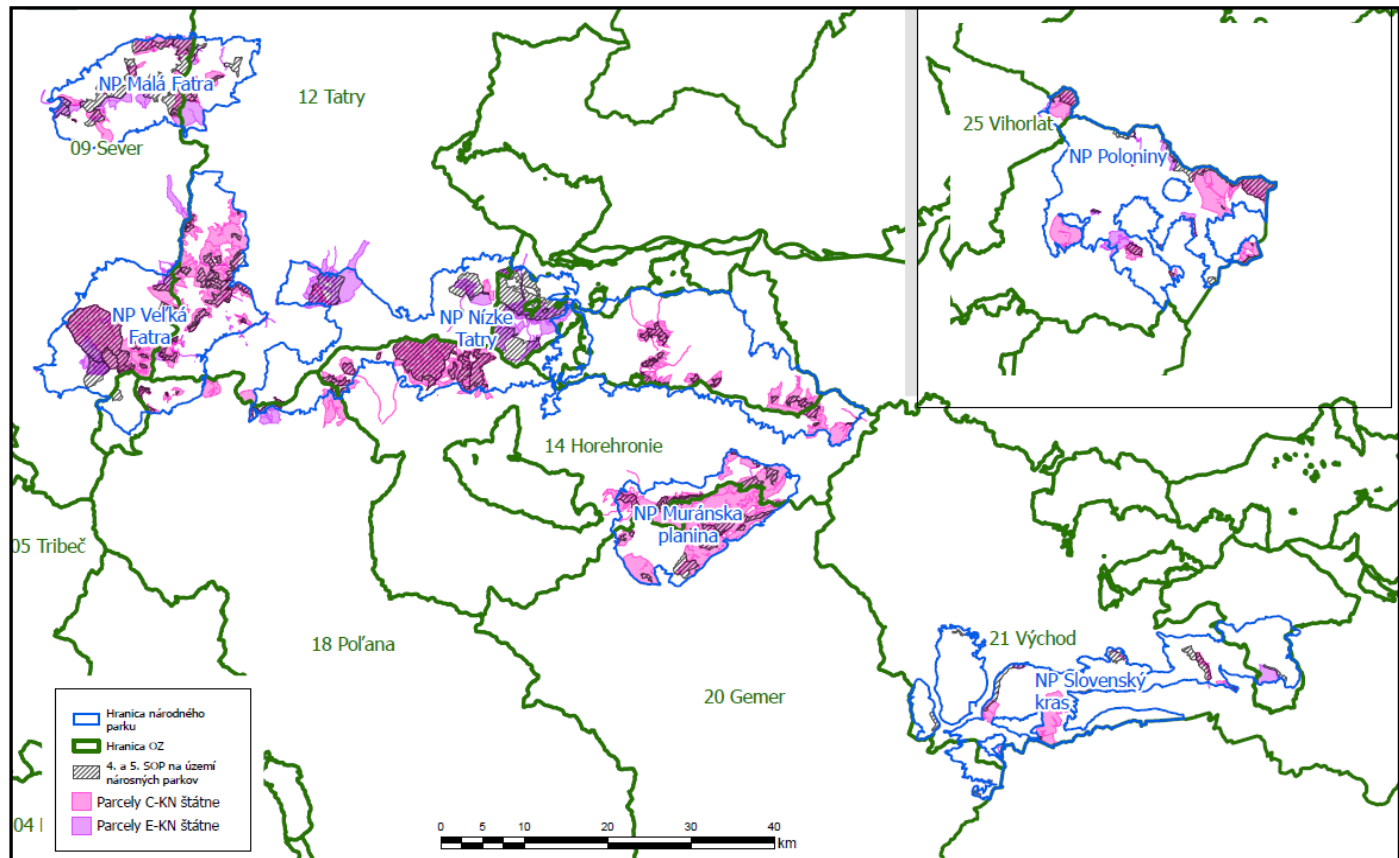 NP Malá Fatra
12 Tatry
09 Sever
25 Vihorlat
NP Poloniny
NP Veľká
Fatra
NP Nízke
Tatry
14 Horehronie
NP Muránska
planina
05 Tribeč
18 Poľana
21 Východ
NP Slovenský
kras
20 Gemer
04
Hranica národného
parku
Hranica OZ
4. a 5. SOP na území
národných parkov
Parcely C-KN štátne
Parcely E-KN štátne
0 5 10 20 30 40
km